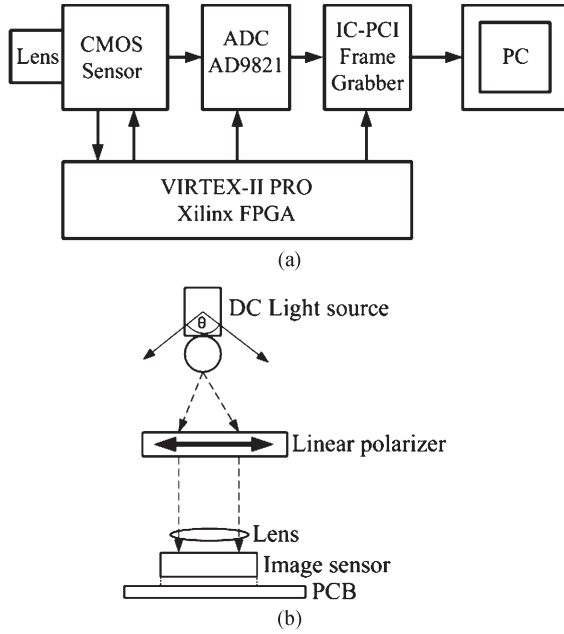 Lens
CMOS
Sensor
ADC
AD9821
IC-PCI
Frame
Grabber
PC
VIRTEX-II PRO
Xilinx FPGA
(a)
θ
DC Light source
Linear polarizer
Lens
Image sensor
PCB
(b)